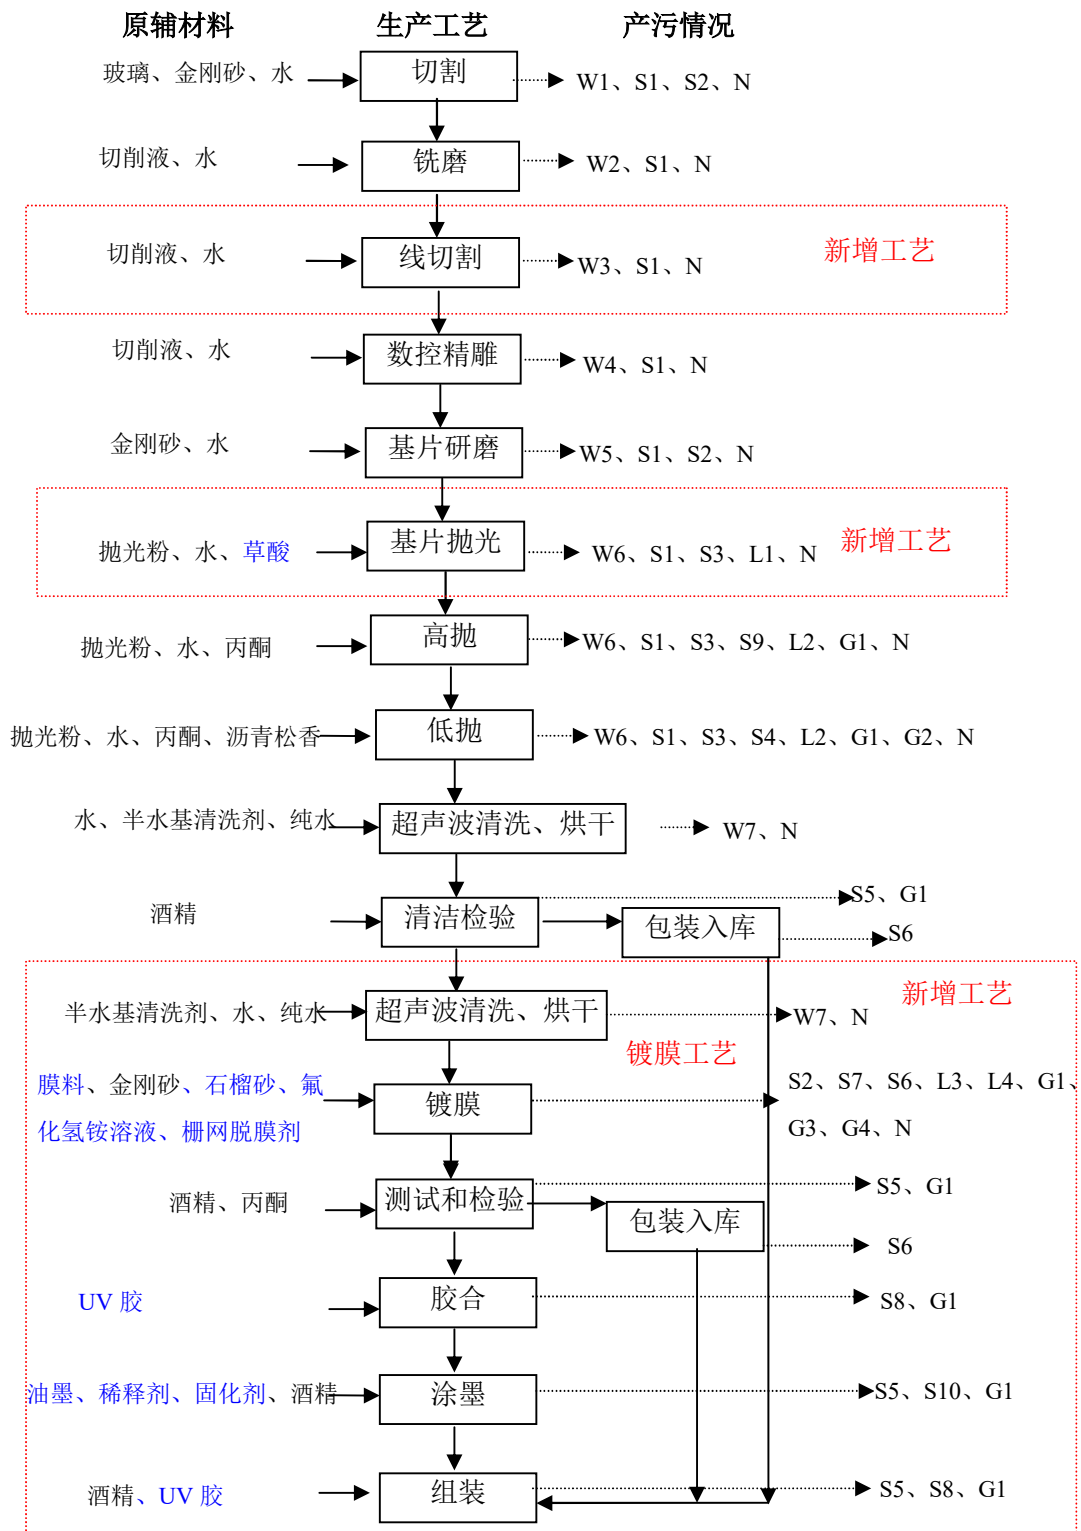 原辅材料 生产工艺 产污情况
玻璃、金刚砂、水 切割 W1、S1、S2、N
切削液、水 铣磨 W2、S1、N
切削液、水 线切割 W3、S1、N 新增工艺
切削液、水 数控精雕 W4、S1、N
金刚砂、水 基片研磨 W5、S1、S2、N
抛光粉、水、草酸 基片抛光 W6、S1、S3、L1、N 新增工艺
抛光粉、水、丙酮 高抛 W6、S1、S3、S9、L2、G1、N
抛光粉、水、丙酮、沥青松香 低抛 W6、S1、S3、S4、L2、G1、G2、N
水、半水基清洗剂、纯水 超声波清洗、烘干 W7、N
酒精 清洁检验 S5、G1
包装入库 S6
新增工艺
半水基清洗剂、水、纯水 超声波清洗、烘干 W7、N
镀膜工艺
膜料、金刚砂、石榴砂、氟 镀膜 S2、S7、S6、L3、L4、G1、
化氢铵溶液、栅网脱膜剂 G3、G4、N
酒精、丙酮 测试和检验 S5、G1
包装入库 S6
UV 胶 胶合 S8、G1
油墨、稀释剂、固化剂、酒精 涂墨 S5、S10、G1
酒精、UV 胶 组装 S5、S8、G1